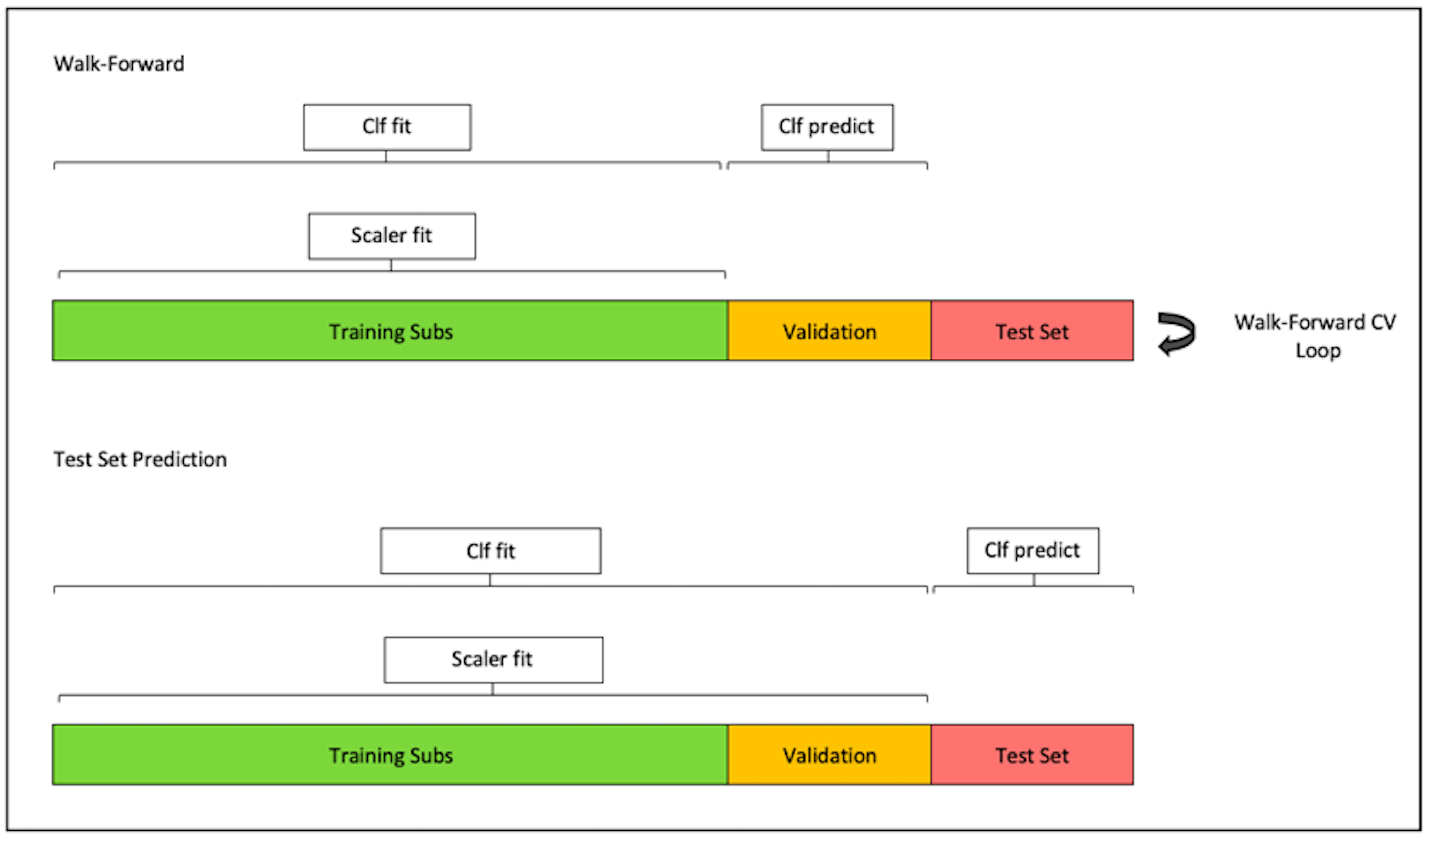 Walk-Forward
Clf fit
Clf predict
Scaler fit
Training Subs
Validation
Test Set
Walk-Forward CV
Loop
Test Set Prediction
Clf fit
Clf predict
Scaler fit
Training Subs
Validation
Test Set